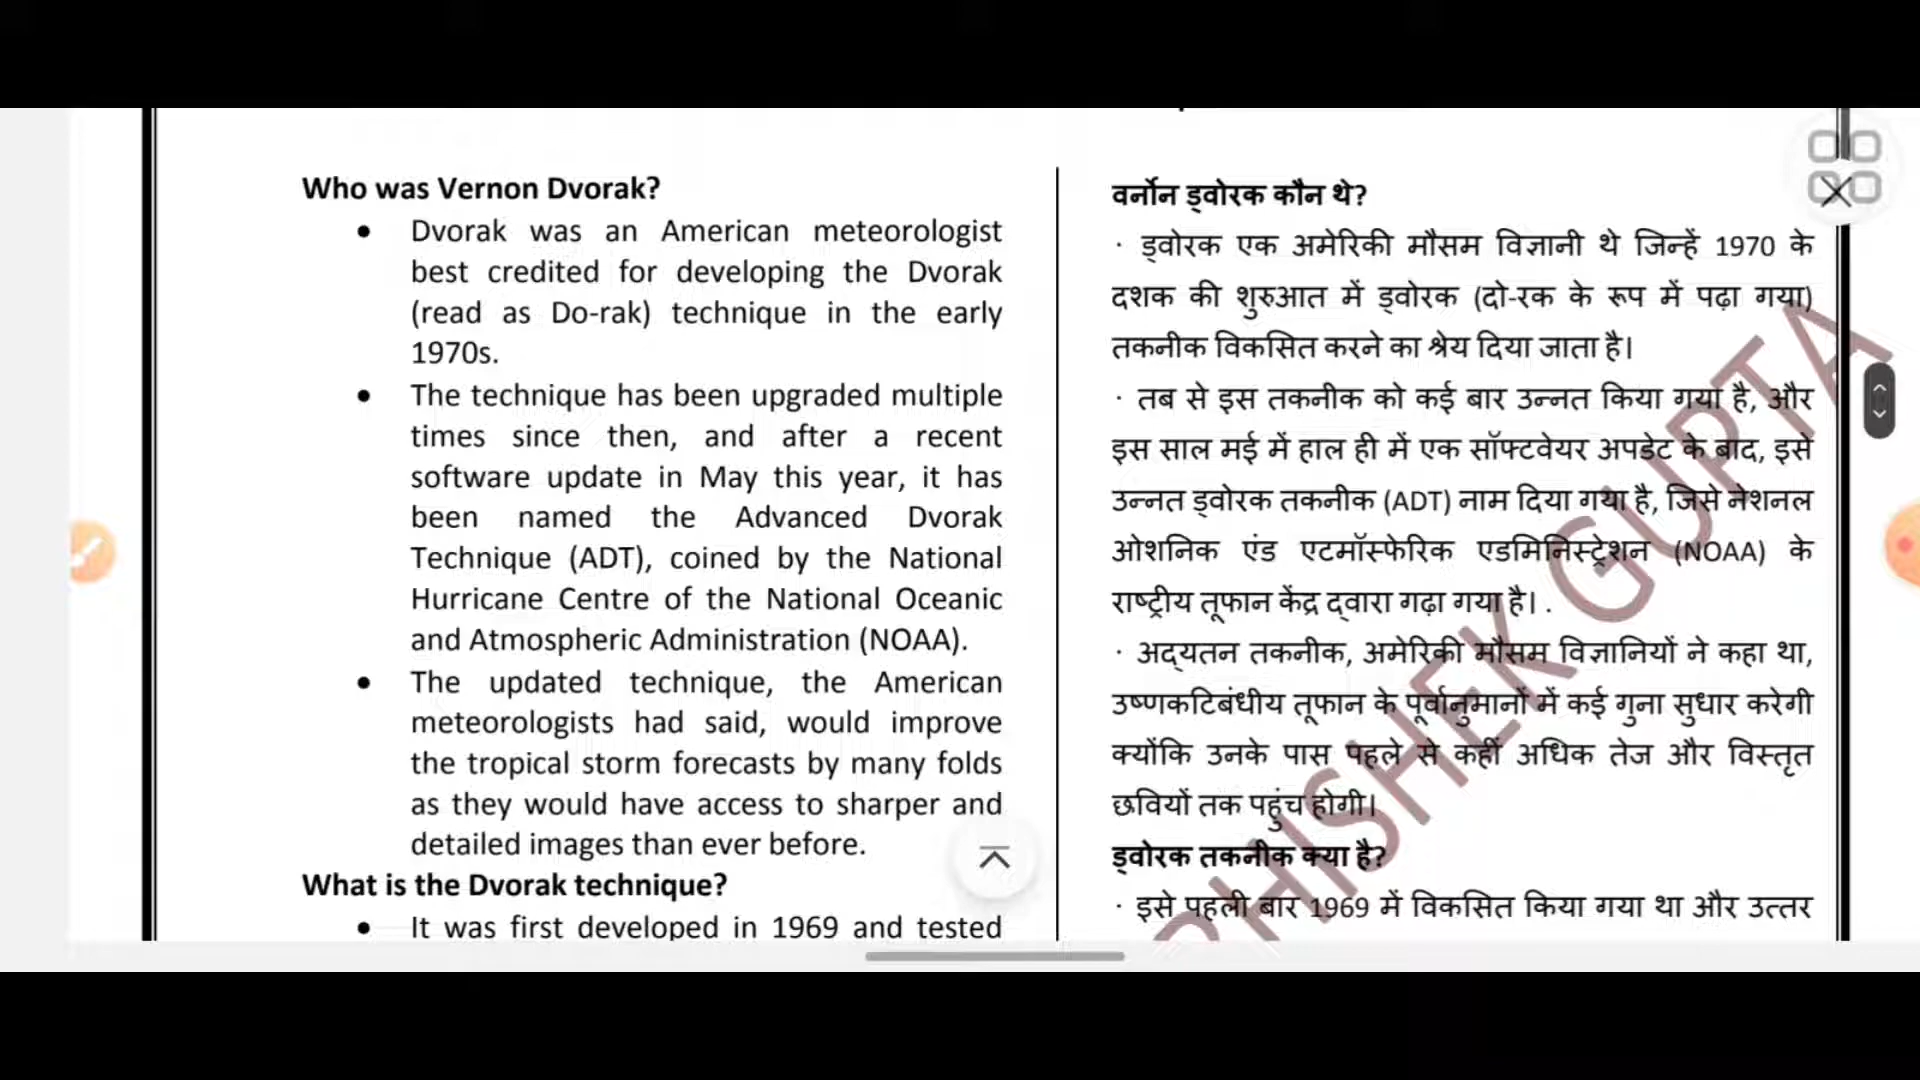 Who was Vernon Dvorak?
• Dvorak was an American meteorologist
best credited for developing the Dvorak
(read as Do-rak) technique in the early
1970s.
• The technique has been upgraded multiple
times since then, and after a recent
software update in May this year, it has
been named the Advanced Dvorak
Technique (ADT), coined by the National
Hurricane Centre of the National Oceanic
and Atmospheric Administration (NOAA).
• The updated technique, the American
meteorologists had said, would improve
the tropical storm forecasts by many folds
as they would have access to sharper and
detailed images than ever before.
What is the Dvorak technique?
• It was first developed in 1969 and tested
वर्नोन ड्वोरक कौन थे?
· ड्वोरक एक अमेरिकी मौसम विज्ञानी थे जिन्हें 1970 के
दशक की शुरुआत में ड्वोरक (दो-रक के रूप में पढ़ा गया)
तकनीक विकसित करने का श्रेय दिया जाता है।
· तब से इस तकनीक को कई बार उन्नत किया गया है, और
इस साल मई में हाल ही में एक सॉफ्टवेयर अपडेट के बाद, इसे
उन्नत ड्वोरक तकनीक (ADT) नाम दिया गया है, जिसे नेशनल
ओशनिक एंड एटमॉस्फेरिक एडमिनिस्ट्रेशन (NOAA) के
राष्ट्रीय तूफान केंद्र द्वारा गढ़ा गया है। .
· अद्यतन तकनीक, अमेरिकी मौसम विज्ञानियों ने कहा था,
उष्णकटिबंधीय तूफान के पूर्वानुमानों में कई गुना सुधार करेगी
क्योंकि उनके पास पहले से कहीं अधिक तेज और विस्तृत
छवियों तक पहुंच होगी।
ड्वोरक तकनीक क्या है?
· इसे पहली बार 1969 में विकसित किया गया था और उत्तर
PHISHEK GUPTA